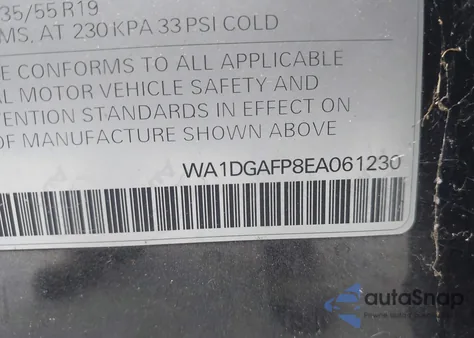 35/55 R19
MS, AT 230 KPA 33 PSI COLD
E CONFORMS TO ALL APPLICABLE
AL MOTOR VEHICLE SAFETY AND
ENTION STANDARDS IN EFFECT ON
OF MANUFACTURE SHOWN ABOVE
WA1DGAFP8EA061230
autoSnap